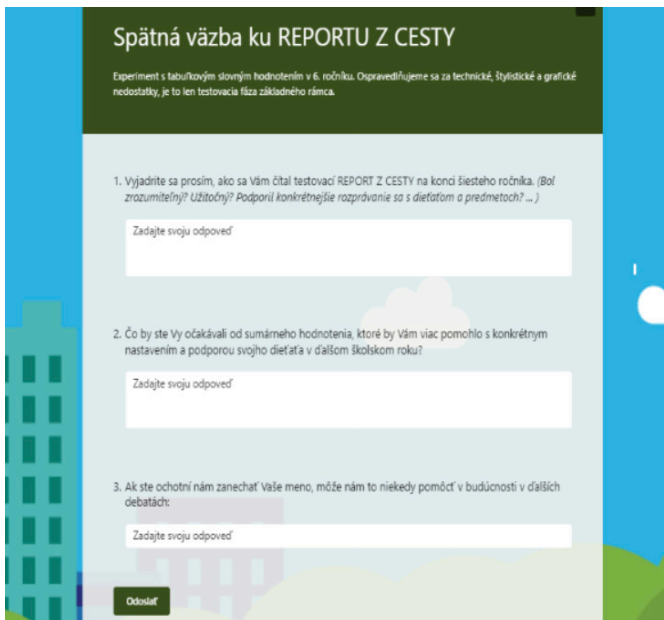 Spätná väzba ku REPORTU Z CESTY
Experiment s tabuľkovým slovným hodnotením v 6. ročníku. Ospravedlňujeme sa za technické, štylistické a grafické
nedostatky, je to len testovacia fáza základného rámca.
1. Vyjadrite sa prosím, ako sa Vám čítal testovací REPORT Z CESTY na konci šiesteho ročníka. (Bol
zrozumiteľný? Užitočný? Podporil konkrétnejšie rozprávanie sa s dieťaťom o predmetoch? ... )
Zadajte svoju odpoveď
2. Čo by ste Vy očakávali od sumárneho hodnotenia, ktoré by Vám viac pomohlo s konkrétnym
nastavením a podporou svojho dieťaťa v ďalšom školskom roku?
Zadajte svoju odpoveď
3. Ak ste ochotní nám zanechať Vaše meno, môže nám to niekedy pomôcť v budúcnosti v ďalších
debatách:
Zadajte svoju odpoveď
Odoslať